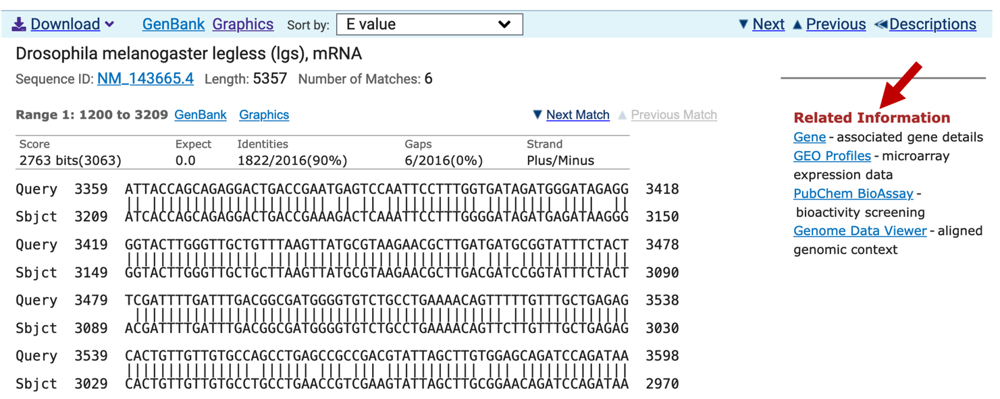 Download GenBank Graphics Sort by: E value Next Previous Descriptions
Drosophila melanogaster legless (lgs), mRNA
Sequence ID: NM_143665.4 Length: 5357 Number of Matches: 6
Range 1: 1200 to 3209 GenBank Graphics Next Match Previous Match
Score Expect Identities Gaps Strand
2763 bits(3063) 0.0 1822/2016(90%) 6/2016(0%) Plus/Minus
Query 3359 ATTACCAGCAGAGGACTGACCGAATGAGTCCAATTCCTTTGGTGATAGATGGGATAGAGG 3418
Sbjct 3209 ATCACCAGCAGAGGACTGACCGAAAGACTCAAATTCCTTTGGGGATAGATGAGATAAGGG 3150
Query 3419 GGTACTTGGGTTGCTGTTTAAGTTATGCGTAAGAACGCTTGATGATGCGGTATTTCTACT 3478
Sbjct 3149 GGTACTTGGGTTGCTGCTTAAGTTATGCGTAAGAACGCTTGACGATCCGGTATTTCTACT 3090
Query 3479 TCGATTTTGATTTGACGGCGATGGGGTGTCTGCCTGAAAACAGTTTTTGTTTGCTGAGAG 3538
Sbjct 3089 ACGATTTTGATTTGACGGCGATGGGGTGTCTGCCTGAAAACAGTTCTTGTTTGCTGAGAG 3030
Query 3539 CACTGTTGTTGTGCCAGCCTGAGCCGCCGACGTATTAGCTTGTGGAGCAGATCCAGATAA 3598
Sbjct 3029 CACTGTTGTTGTGCCTGCCTGAACCGTCGAAGTATTAGCTTGCGGAACAGATCCAGATAA 2970
Related Information
Gene - associated gene details
GEO Profiles - microarray
expression data
PubChem BioAssay -
bioactivity screening
Genome Data Viewer - aligned
genomic context